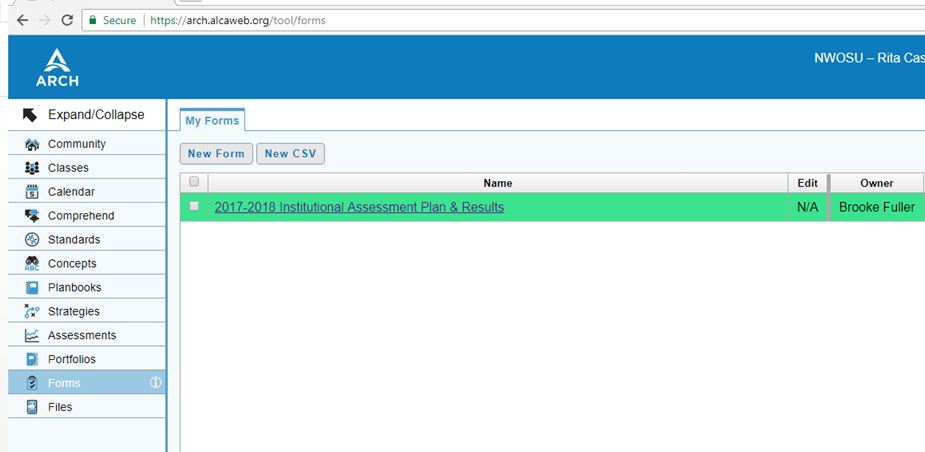 Secure https://arch.alcaweb.org/tool/forms
ARCH
NWOSU – Rita Cas
Expand/Collapse
Community
Classes
Calendar
Comprehend
Standards
ABC Concepts
Planbooks
Strategies
Assessments
Portfolios
Forms
Files
My Forms
New Form New CSV
Name Edit Owner
2017-2018 Institutional Assessment Plan & Results N/A Brooke Fuller